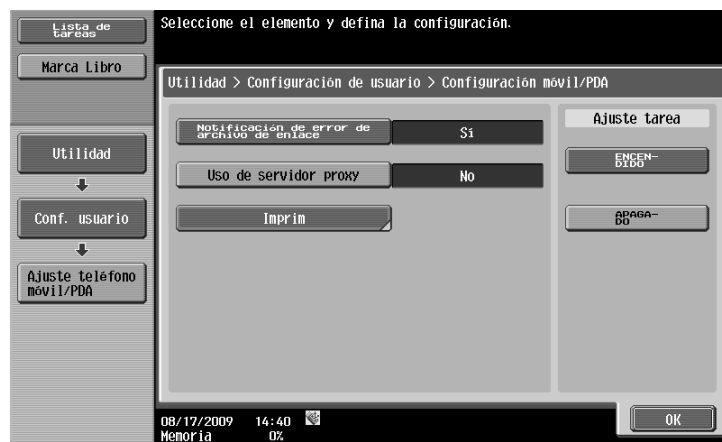 Lista de
tareas
Seleccione el elemento y defina la configuración.
Marca Libro
Utilidad > Configuración de usuario > Configuración móvil/PDA
Notificación de error de
archivo de enlace
Sí
Ajuste tarea
Utilidad
Uso de servidor proxy
No
ENCEN-
DIDO
Conf. usuario
Imprim
APAGA-
DO
Ajuste teléfono
móvil/PDA
08/17/2009 14:40
Memoria 0%
OK